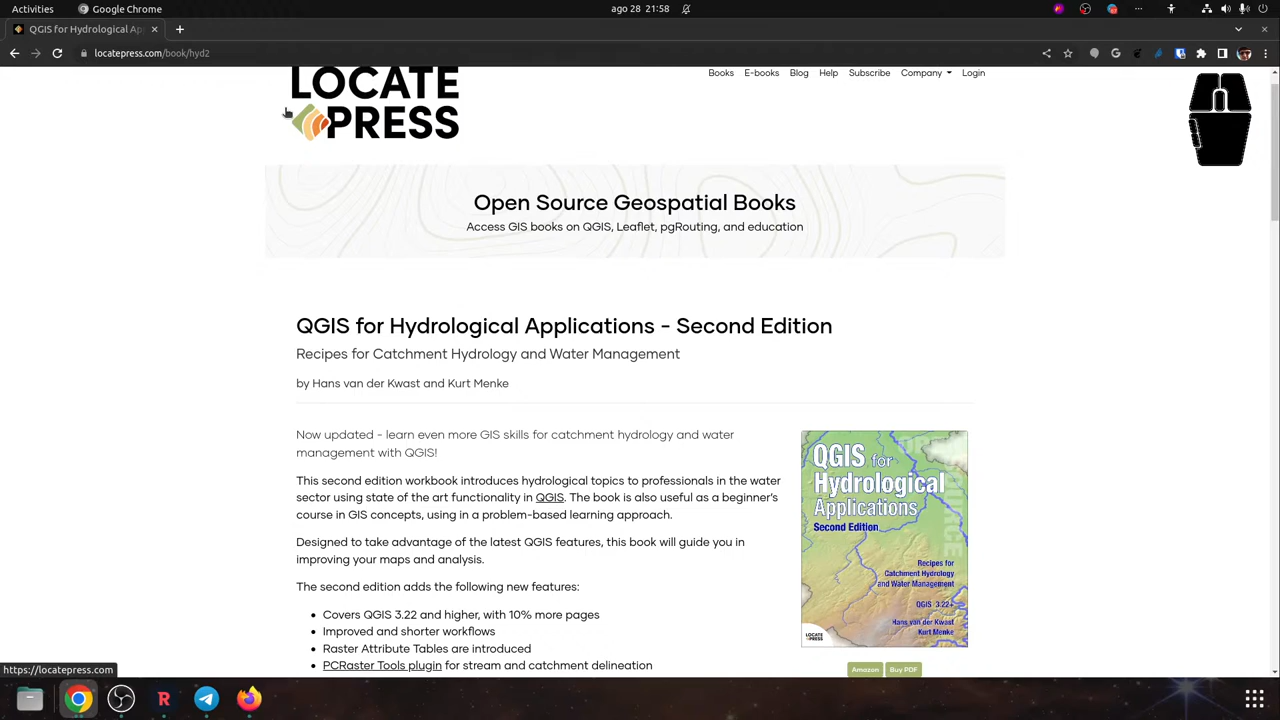 Activities
Google Chrome
ago 28 21:58
QGIS for Hydrological Ap
locatepress.com/book/hyd2
LOCATE
PRESS
Books
E-books
Blog
Help
Subscribe
Company
Login
Open Source Geospatial Books
Access GIS books on QGIS, Leaflet, pgRouting, and education
QGIS for Hydrological Applications - Second Edition
Recipes for Catchment Hydrology and Water Management
by Hans van der Kwast and Kurt Menke
Now updated - learn even more GIS skills for catchment hydrology and water
management with QGIS!
This second edition workbook introduces hydrological topics to professionals in the water
sector using state of the art functionality in QGIS. The book is also useful as a beginner's
course in GIS concepts, using in a problem-based learning approach.
Designed to take advantage of the latest QGIS features, this book will guide you in
improving your maps and analysis.
The second edition adds the following new features:
• Covers QGIS 3.22 and higher, with 10% more pages
• Improved and shorter workflows
• Raster Attribute Tables are introduced
• PCRaster Tools plugin for stream and catchment delineation
QGIS for
Hydrological
Applications
Second Edition
Recipes for
Catchment Hydrology
and Water Management
QGIS 3.22+
Hans van der Kwast
Kurt Menke
LOCATE
PRESS
Amazon
Buy PDF
https://locatepress.com